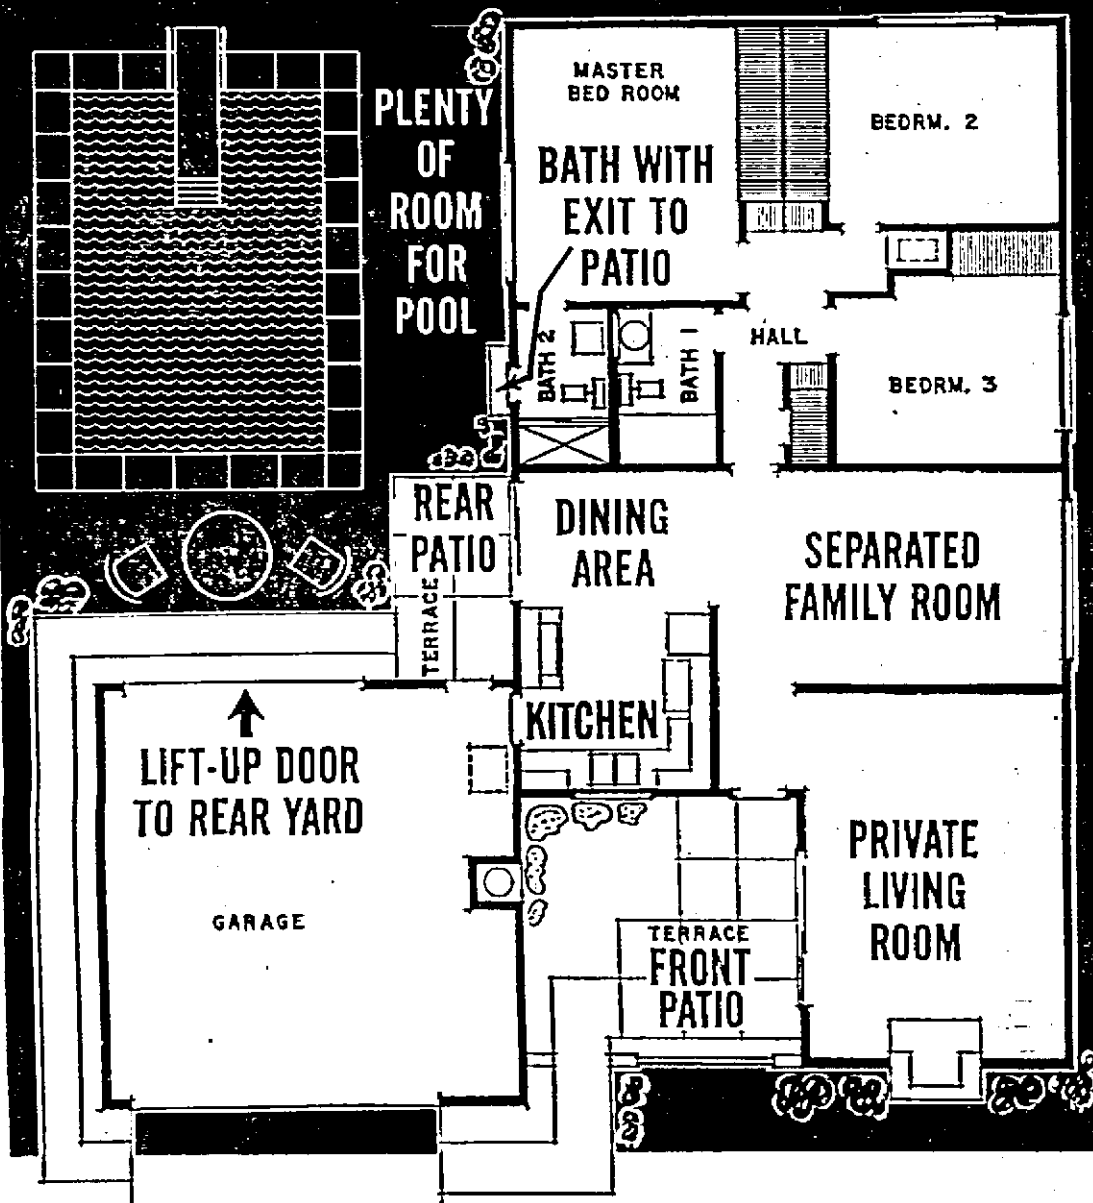 MASTER
BED ROOM
BEDRM. 2
PLENTY
OF
ROOM
FOR
POOL
BATH WITH
EXIT TO
PATIO
BATH 2
BATH 1
HALL
BEDRM. 3
REAR
PATIO
TERRACE
DINING
AREA
SEPARATED
FAMILY ROOM
KITCHEN
LIFT-UP DOOR
TO REAR YARD
GARAGE
PRIVATE
LIVING
ROOM
TERRACE
FRONT
PATIO